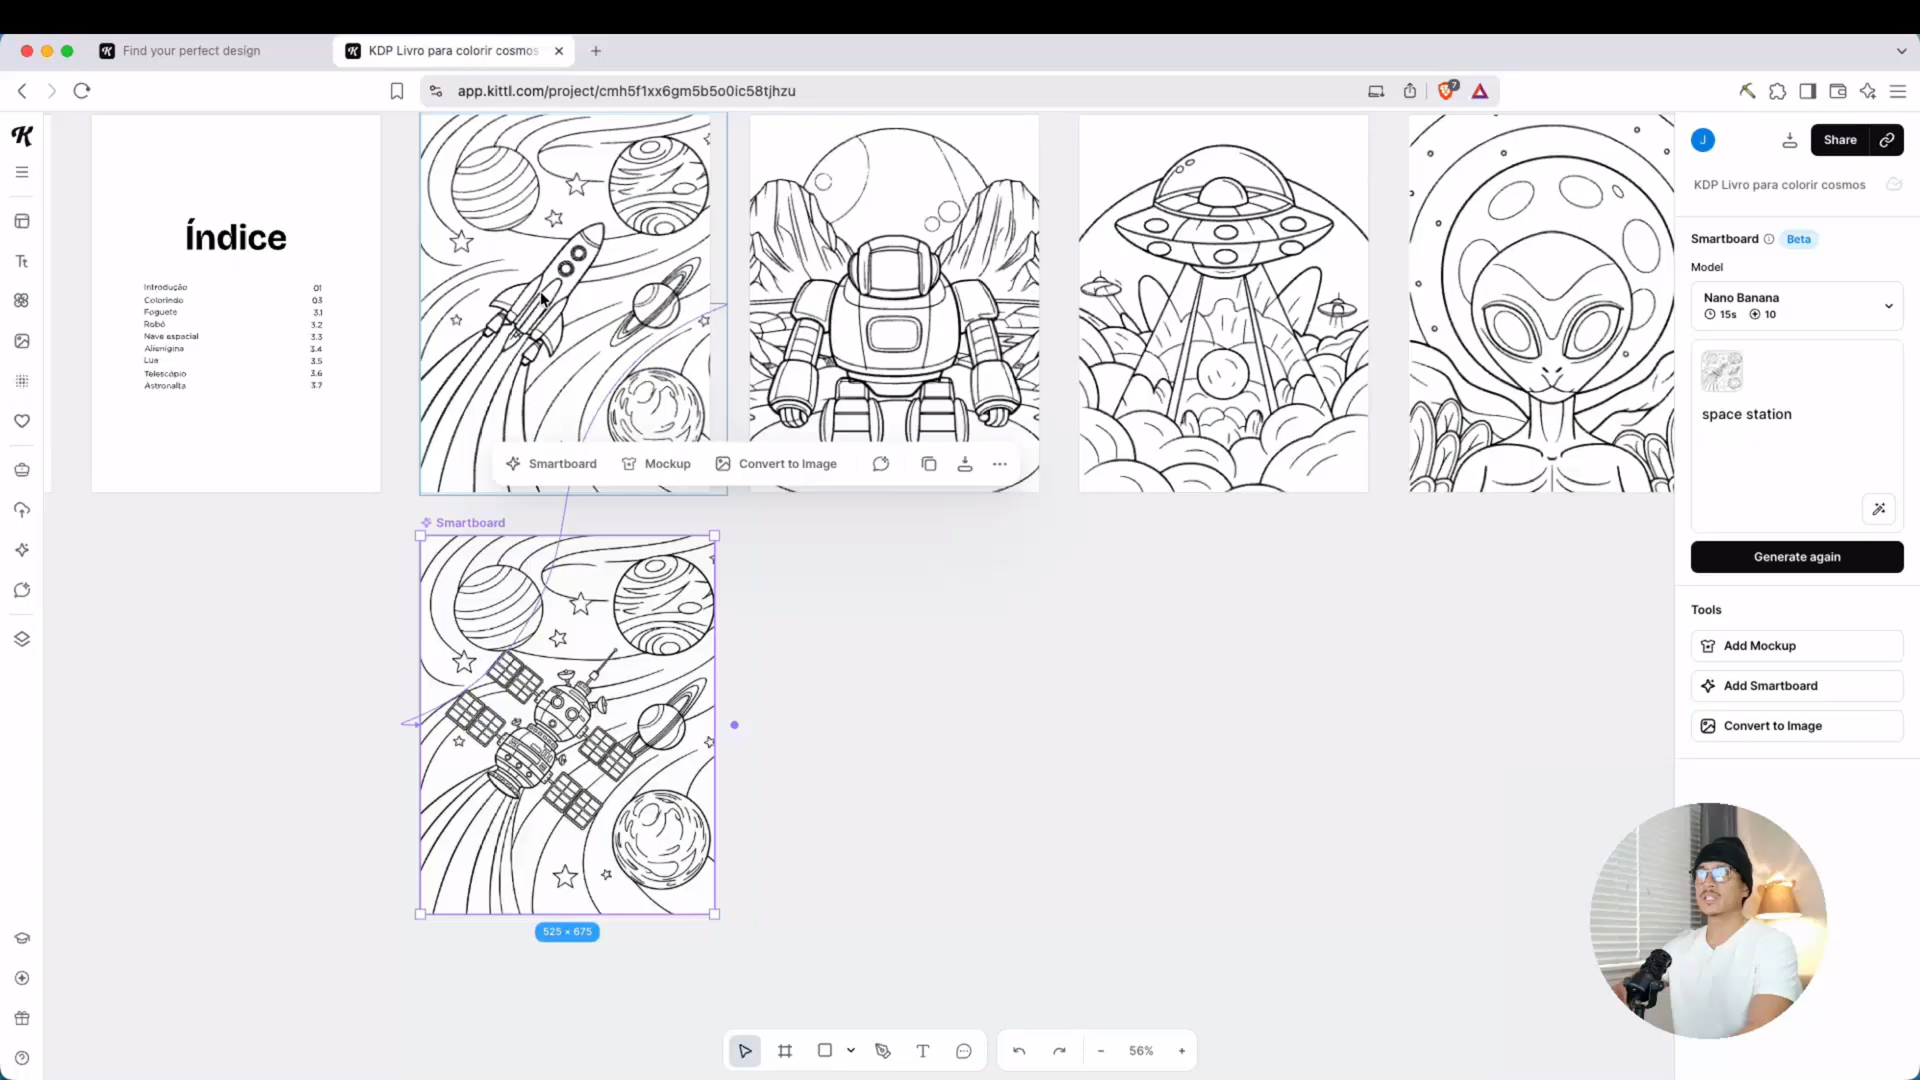 Find your perfect design
KDP Livro para colorir cosmos
app.kittl.com/project/cmh5f1xx6gm5b5o0ic58tjhzu
7
J
Share
KDP Livro para colorir cosmos
Índice
Introdução 01
Colorindo 03
Foguete 3.1
Robô 3.2
Nave espacial 3.3
Alienígina 3.4
Lua 3.5
Telescópio 3.6
Astronalta 3.7
Smartboard
Mockup
Convert to Image
Smartboard
525 × 675
Smartboard Beta
Model
Nano Banana
15s 10
space station
Generate again
Tools
Add Mockup
Add Smartboard
Convert to Image
56%